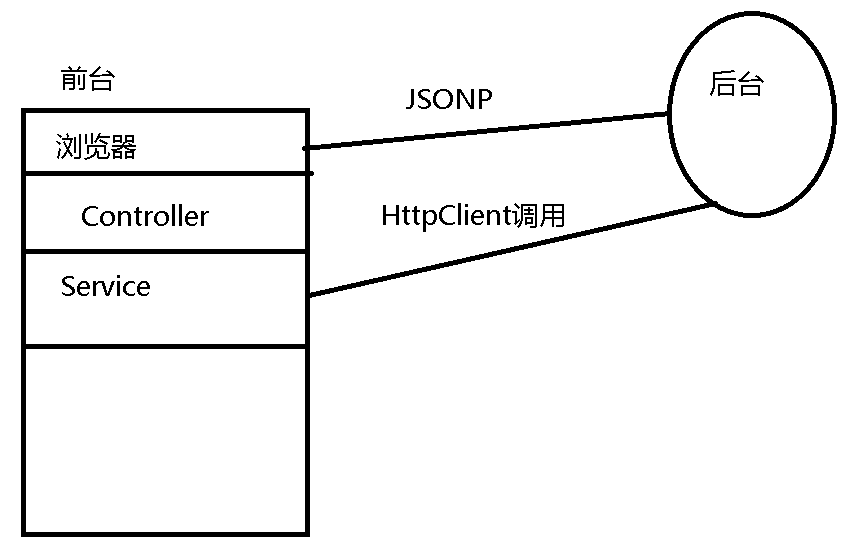 前台
JSONP
后台
浏览器
Controller
HttpClient调用
Service